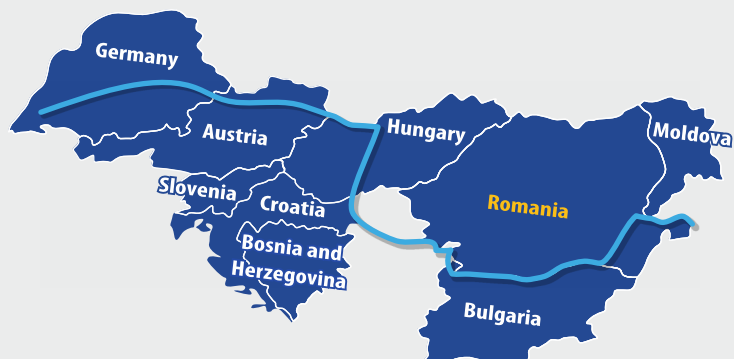 Germany
Austria
Hungary
Moldova
Slovenia
Croatia
Romania
Bosnia and
Herzegovina
Bulgaria